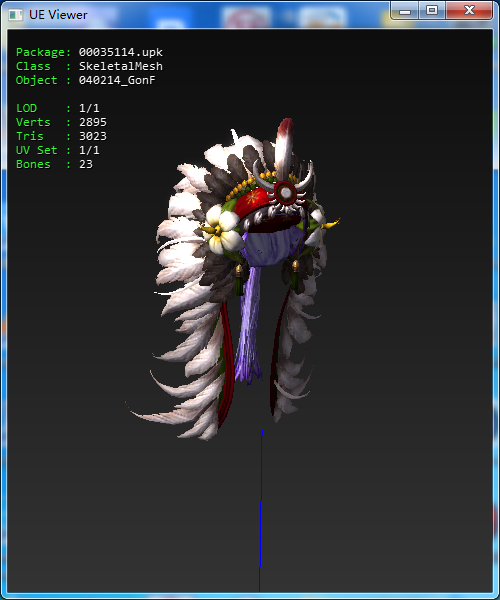 UE Viewer
Package: 00035114.upk
Class : SkeletalMesh
Object : 040214_GonF
LOD : 1/1
Verts : 2895
Tris : 3023
UV Set : 1/1
Bones : 23